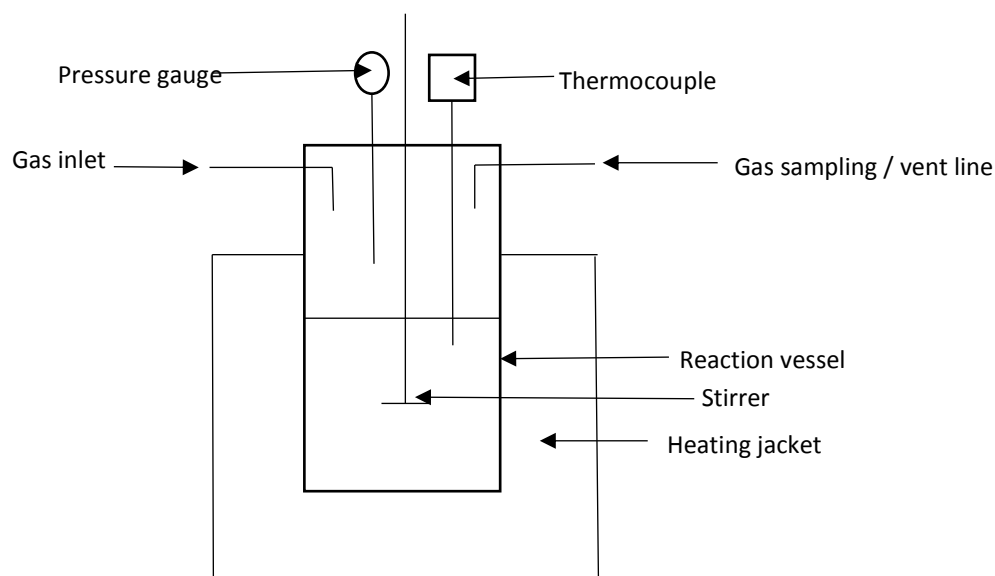 Pressure gauge
Thermocouple
Gas inlet
Gas sampling / vent line
Reaction vessel
Stirrer
Heating jacket